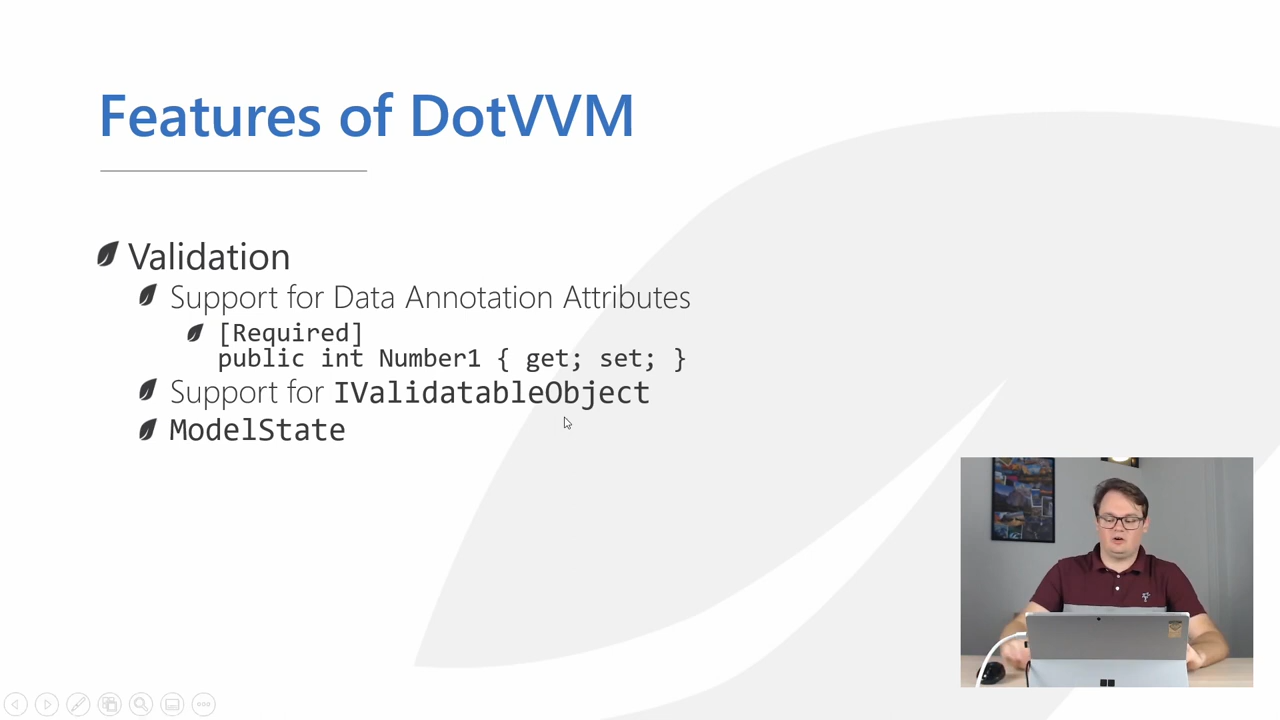 Features of DotVVM
Validation
Support for Data Annotation Attributes
[Required]
public int Number1 { get; set; }
Support for IValidatableObject
ModelState